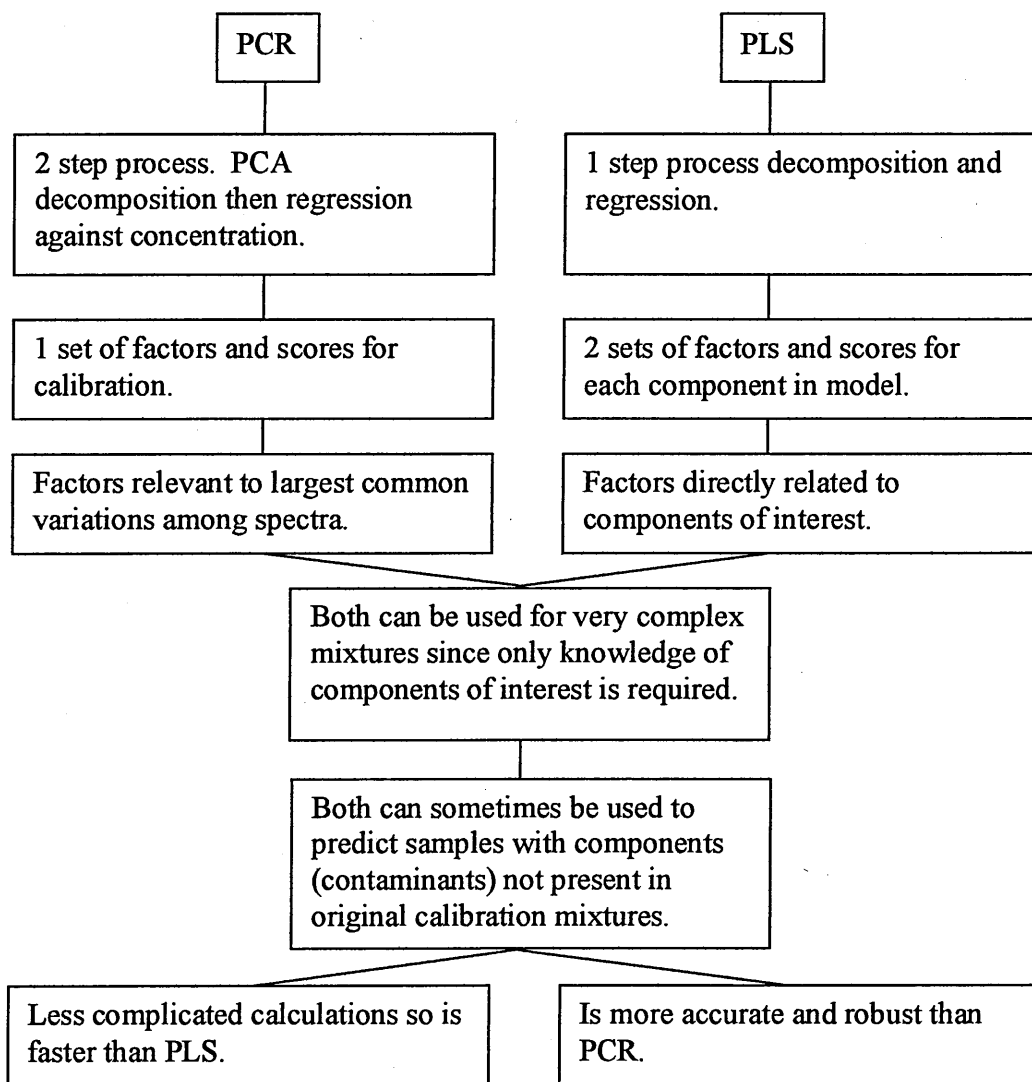 PCR
PLS
2 step process. PCA
decomposition then regression
against concentration.
1 step process decomposition and
regression.
1 set of factors and scores for
calibration.
2 sets of factors and scores for
each component in model.
Factors relevant to largest common
variations among spectra.
Factors directly related to
components of interest.
Both can be used for very complex
mixtures since only knowledge of
components of interest is required.
Both can sometimes be used to
predict samples with components
(contaminants) not present in
original calibration mixtures.
Less complicated calculations so is
faster than PLS.
Is more accurate and robust than
PCR.